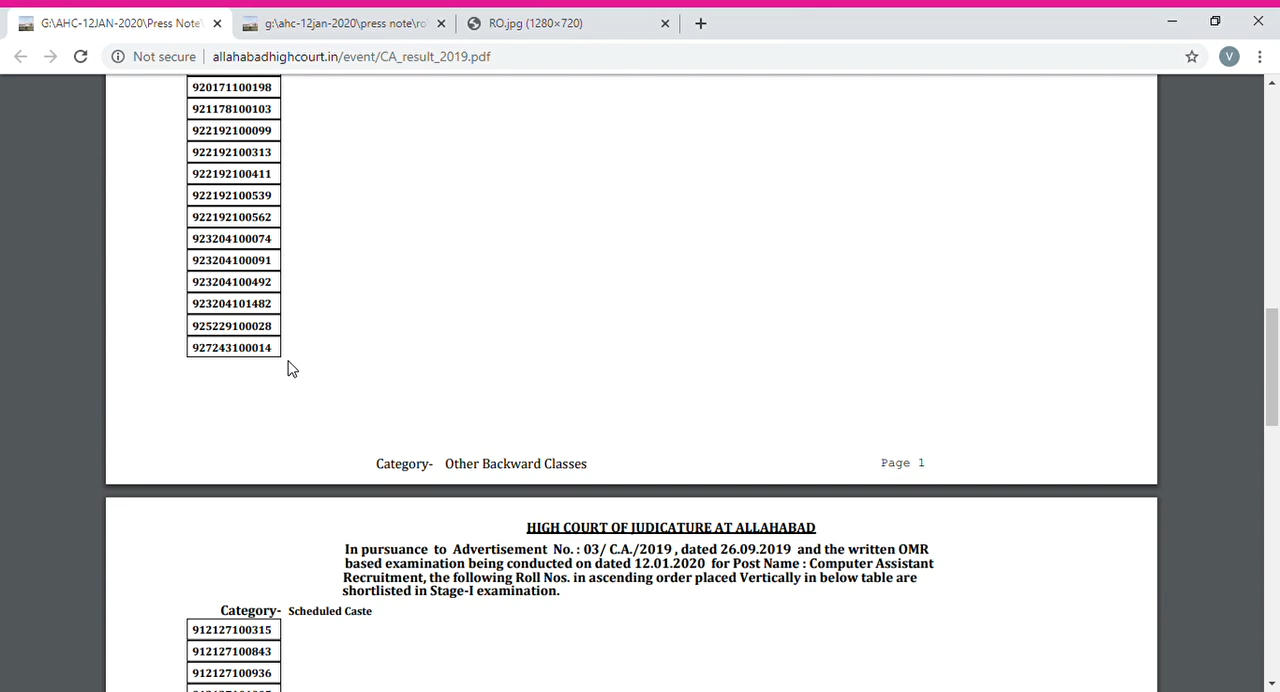 G:\AHC-12JAN-2020\Press Note\
g:\ahc-12jan-2020\press note\ro
RO.jpg (1280×720)
Not secure
allahabadhighcourt.in/event/CA_result_2019.pdf
V
920171100198
921178100103
922192100099
922192100313
922192100411
922192100539
922192100562
923204100074
923204100091
923204100492
923204101482
925229100028
927243100014
Category- Other Backward Classes
Page 1
HIGH COURT OF JUDICATURE AT ALLAHABAD
In pursuance to Advertisement No. : 03/ C.A./2019 , dated 26.09.2019 and the written OMR
based examination being conducted on dated 12.01.2020 for Post Name : Computer Assistant
Recruitment, the following Roll Nos. in ascending order placed Vertically in below table are
shortlisted in Stage-I examination.
Category- Scheduled Caste
912127100315
912127100843
912127100936